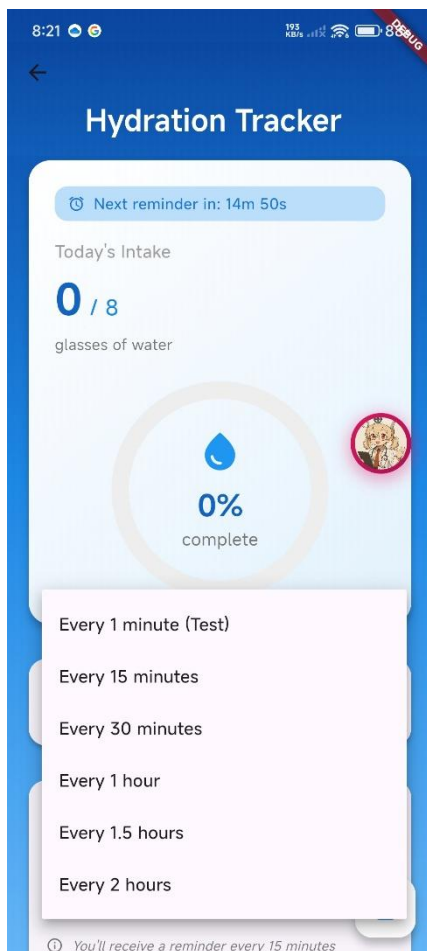 8:21
193
KB/s
DEBUG
Hydration Tracker
Next reminder in: 14m 50s
Today's Intake
0 / 8
glasses of water
0%
complete
Every 1 minute (Test)
Every 15 minutes
Every 30 minutes
Every 1 hour
Every 1.5 hours
Every 2 hours
You'll receive a reminder every 15 minutes